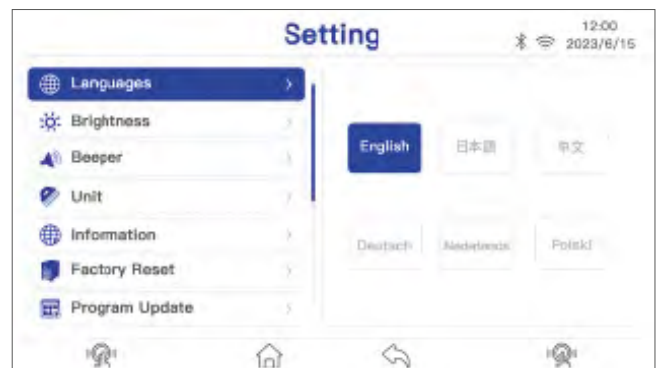 Setting
12:00
2023/6/15
Languages
Brightness
Beeper
Unit
Information
Factory Reset
Program Update
English
日本語
中文
Deutsch
Nederlands
Polski